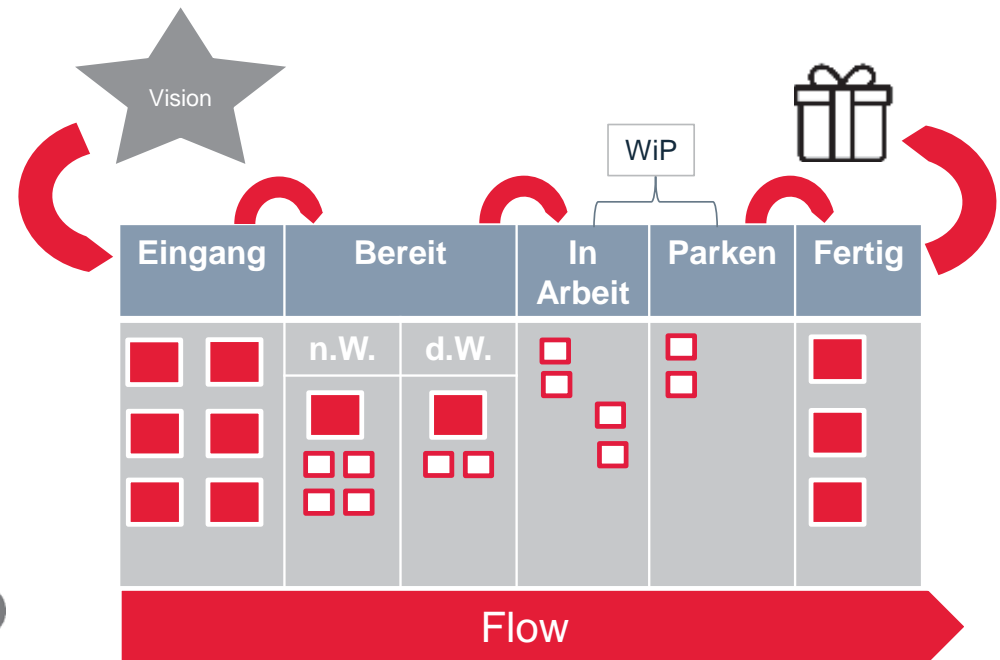 Vision
WiP
Eingang
Bereit
In
Arbeit
Parken
Fertig
n.W.
d.W.
Flow